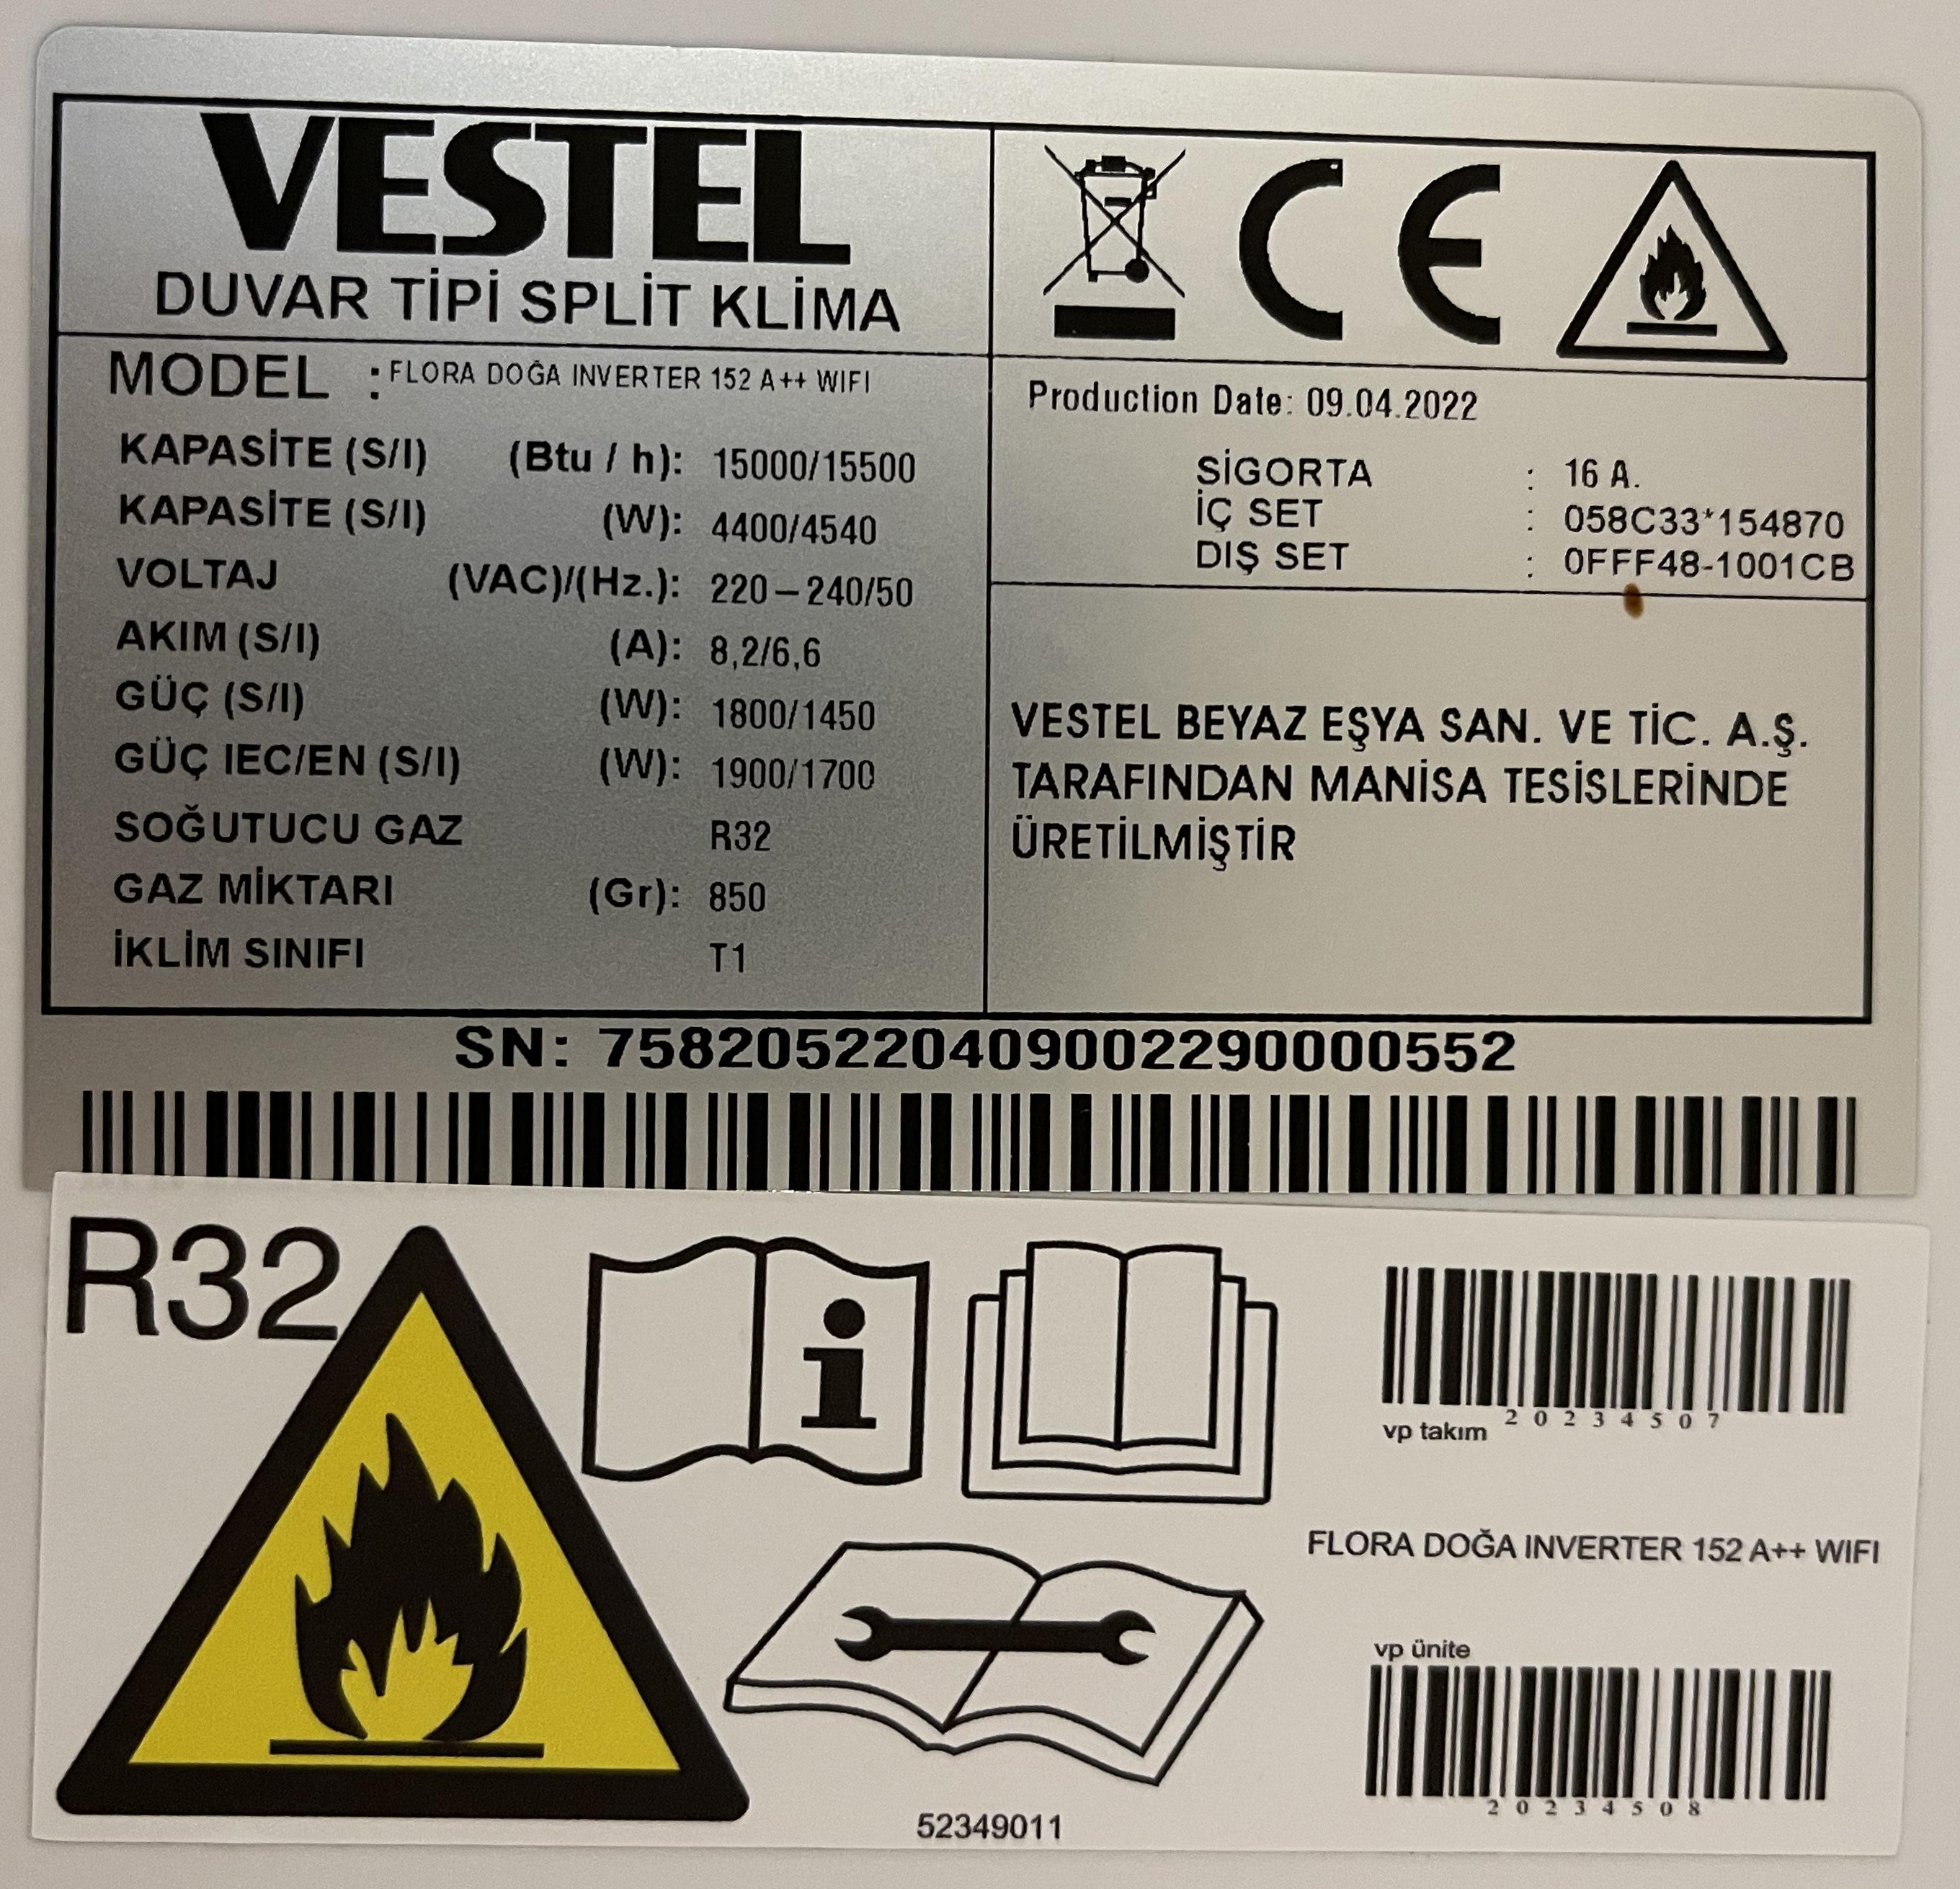 VESTEL
DUVAR TİPİ SPLİT KLİMA
MODEL : FLORA DOĞA INVERTER 152 A++ WIFI
KAPASİTE (S/I) (Btu / h): 15000/15500
KAPASİTE (S/I) (W): 4400/4540
VOLTAJ (VAC)/(Hz.): 220–240/50
AKIM (S/I) (A): 8,2/6,6
GÜÇ (S/I) (W): 1800/1450
GÜÇ IEC/EN (S/I) (W): 1900/1700
SOĞUTUCU GAZ R32
GAZ MİKTARI (Gr): 850
İKLİM SINIFI T1
CE
Production Date: 09.04.2022
SİGORTA : 16 A.
İÇ SET : 058C33*154870
DIŞ SET : 0FFF48-1001CB
VESTEL BEYAZ EŞYA SAN. VE TİC. A.Ş.
TARAFINDAN MANİSA TESİSLERİNDE
ÜRETİLMİŞTİR
SN: 758205220409002290000552
R32
i
20234507
vp takım
FLORA DOĞA INVERTER 152 A++ WIFI
vp ünite
20234508
52349011